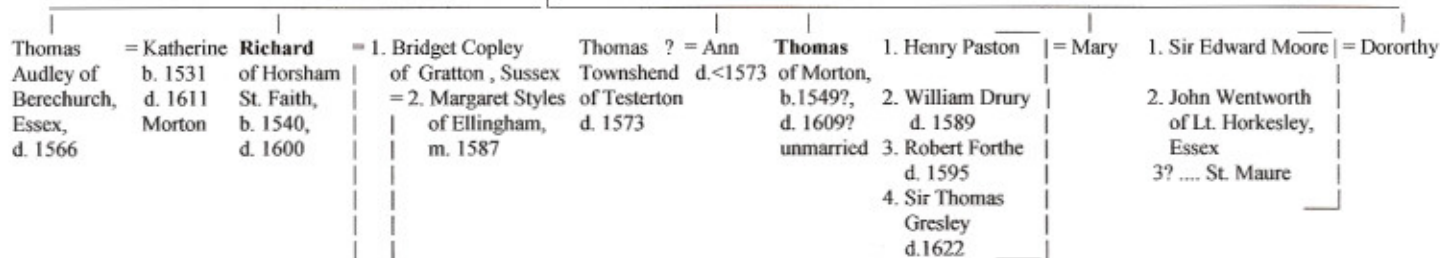 Thomas = Katherine Richard = 1. Bridget Copley Thomas ? = Ann Thomas 1. Henry Paston = Mary 1. Sir Edward Moore = Dororthy
Audley of b. 1531 of Horsham of Gratton , Sussex Townshend d.<1573 of Morton,
Berechurch, d. 1611 St. Faith, = 2. Margaret Styles of Testerton b.1549?, 2. William Drury 2. John Wentworth
Essex, Morton b. 1540, of Ellingham, d. 1573 d. 1609? d. 1589 of Lt. Horkesley,
d. 1566 d. 1600 m. 1587 unmarried 3. Robert Forthe Essex
d. 1595 3? .... St. Maure
4. Sir Thomas
Gresley
d.1622